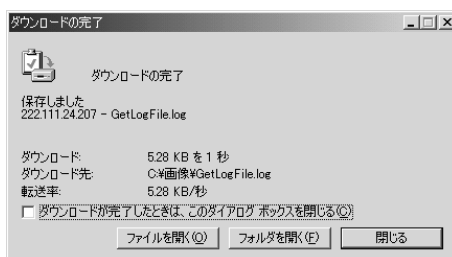 ダウンロードの完了
ダウンロードの完了
保存しました
222.111.24.207 - GetLogFile.log
ダウンロード: 5.28 KB を 1 秒
ダウンロード先: C:¥画像¥GetLogFile.log
転送率: 5.28 KB/秒
ダウンロードが完了したときは、このダイアログ ボックスを閉じる(C)
ファイルを開く(O) フォルダを開く(F) 閉じる